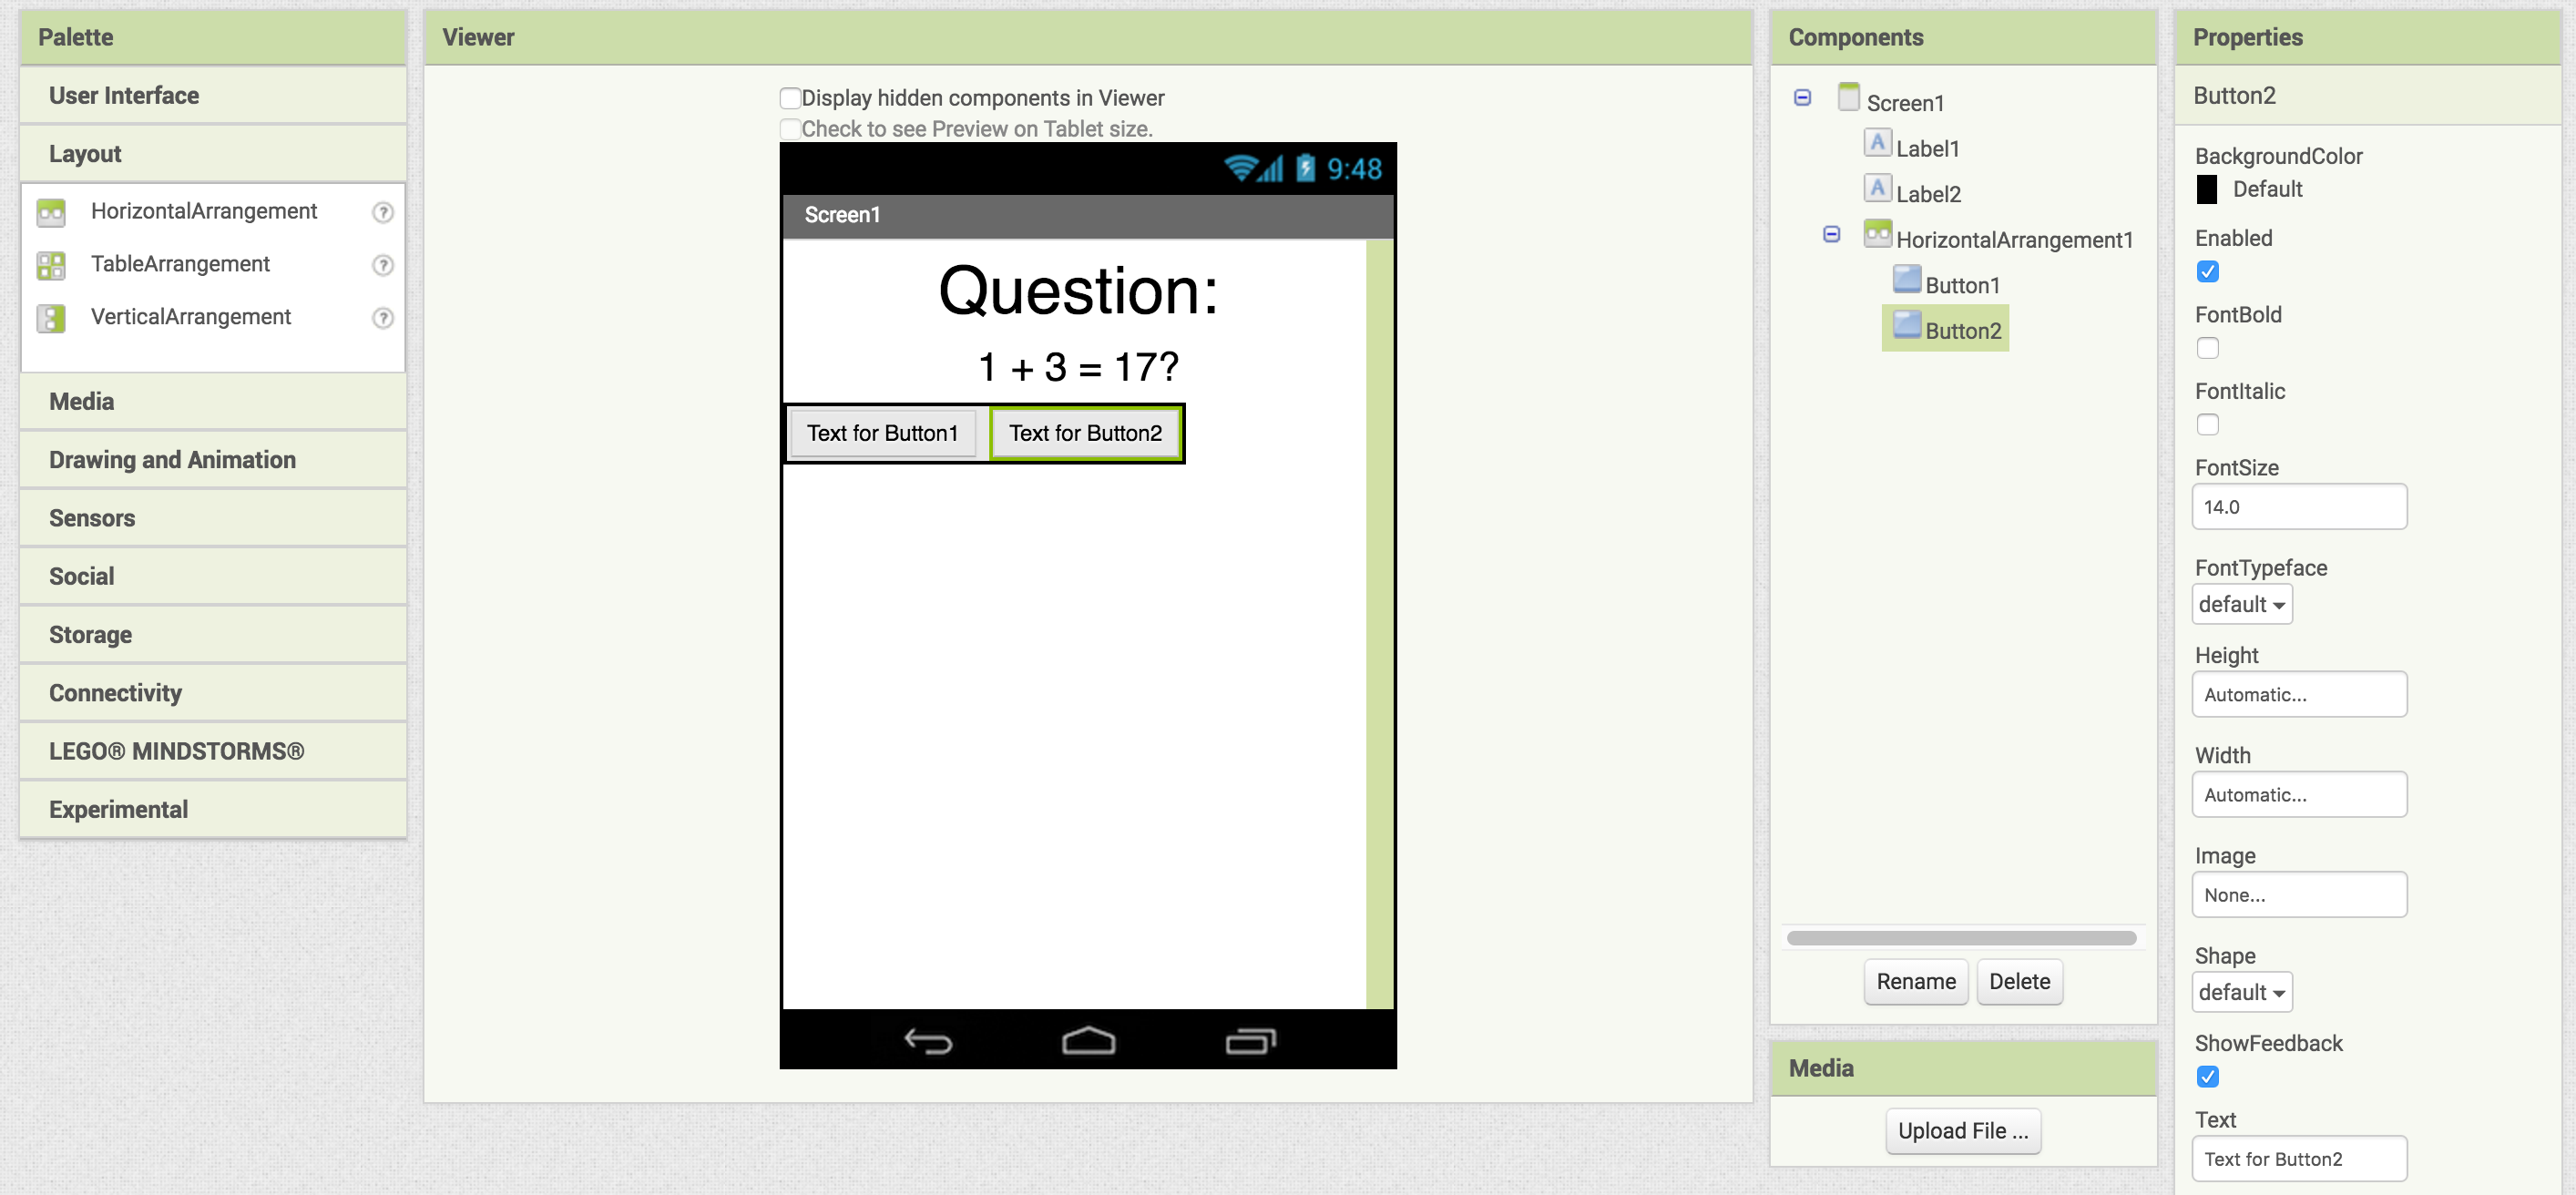 Palette
User Interface
Layout
HorizontalArrangement
?
TableArrangement
?
VerticalArrangement
?
Media
Drawing and Animation
Sensors
Social
Storage
Connectivity
LEGO® MINDSTORMS®
Experimental
Viewer
Display hidden components in Viewer
Check to see Preview on Tablet size.
9:48
Screen1
Question:
1 + 3 = 17?
Text for Button1
Text for Button2
Components
Screen1
A Label1
A Label2
HorizontalArrangement1
Button1
Button2
Rename
Delete
Media
Upload File ...
Properties
Button2
BackgroundColor
Default
Enabled
FontBold
FontItalic
FontSize
14.0
FontTypeface
default
Height
Automatic...
Width
Automatic...
Image
None...
Shape
default
ShowFeedback
Text
Text for Button2